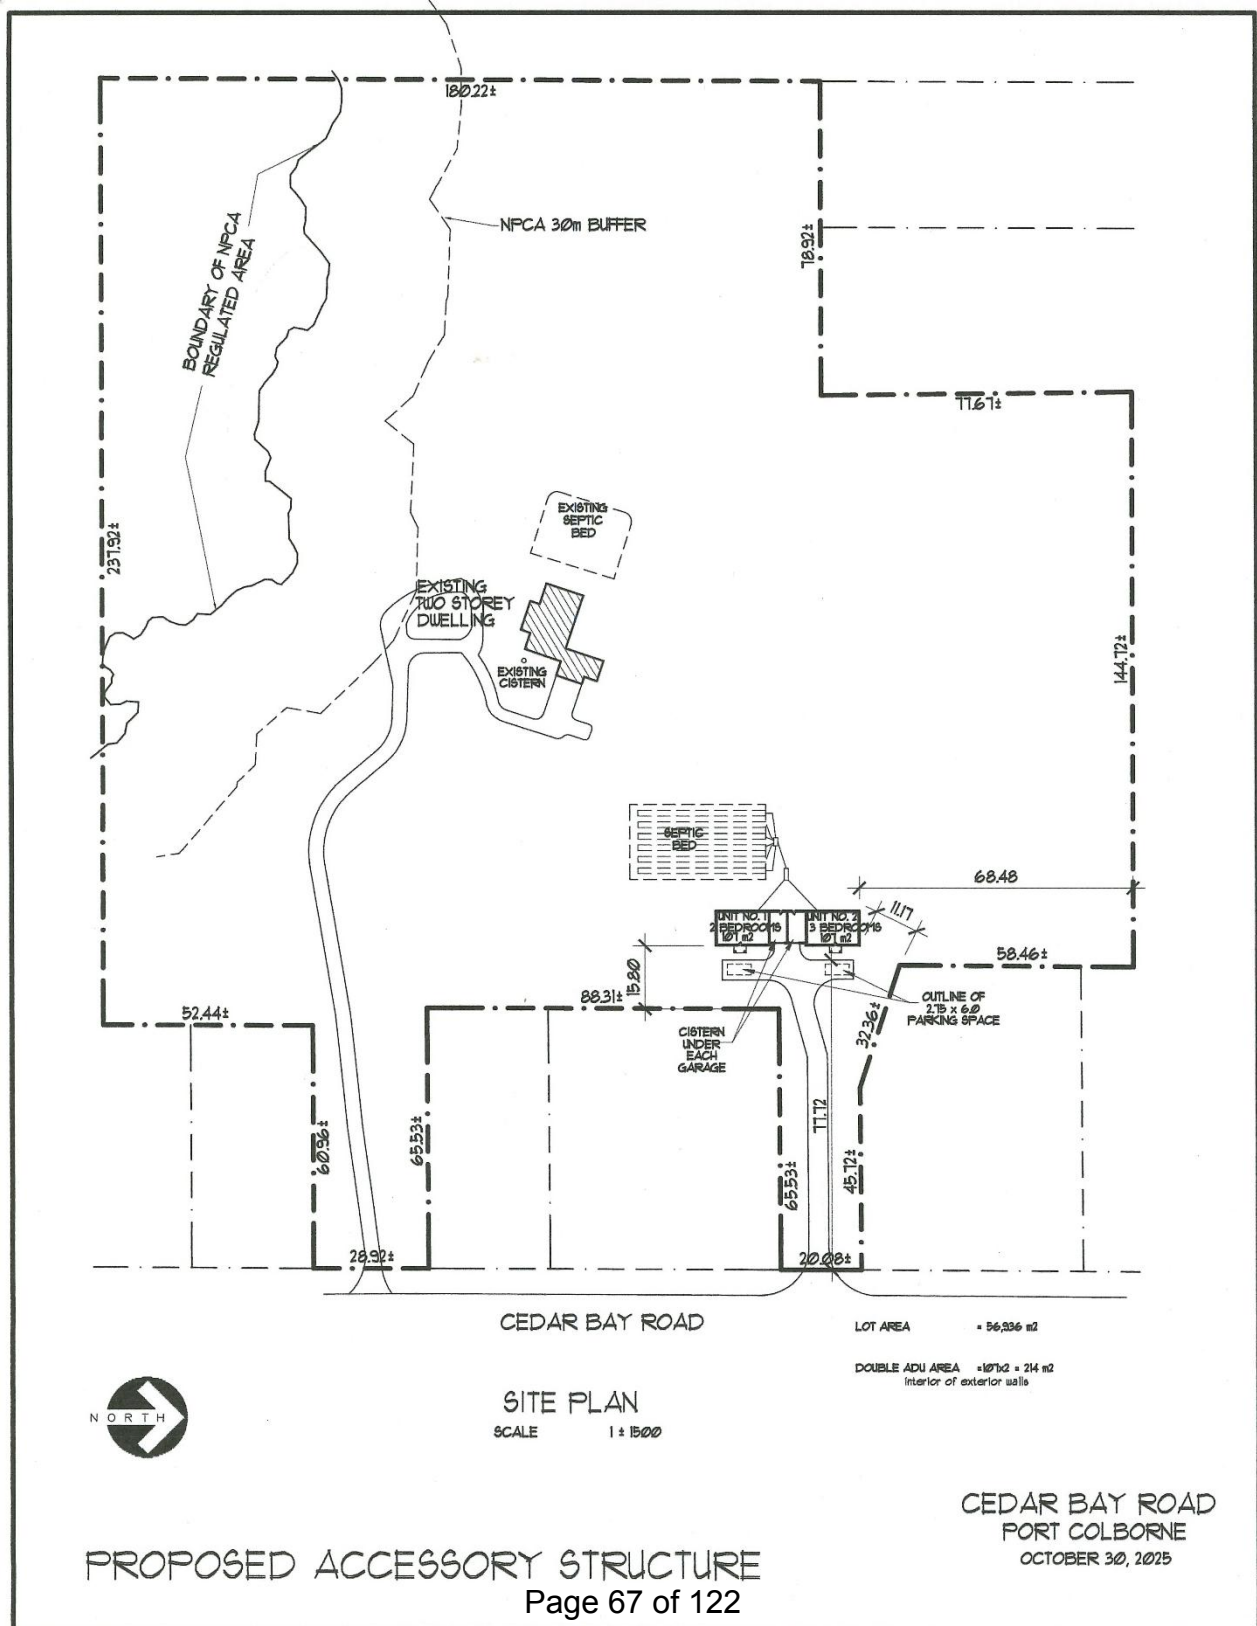 180.22±
NPCA 30m BUFFER
BOUNDARY OF NPCA
REGULATED AREA
78.92±
77.67±
237.92±
EXISTING
SEPTIC
BED
EXISTING
TWO STOREY
DWELLING
EXISTING
CISTERN
144.72±
SEPTIC
BED
68.48
11.17
UNIT NO. 1
2 BEDROOMS
107 m2
UNIT NO. 2
3 BEDROOMS
107 m2
15.80
58.46±
88.31±
52.44±
OUTLINE OF
2.75 x 6.0
PARKING SPACE
32.36±
CISTERN
UNDER
EACH
GARAGE
60.96±
65.53±
77.72
65.53±
45.72±
28.92±
20.08±
CEDAR BAY ROAD
LOT AREA = 56,936 m2
DOUBLE ADU AREA =107x2 = 214 m2
interior of exterior walls
NORTH
SITE PLAN
SCALE 1 ± 1500
CEDAR BAY ROAD
PORT COLBORNE
OCTOBER 30, 2025
PROPOSED ACCESSORY STRUCTURE
Page 67 of 122